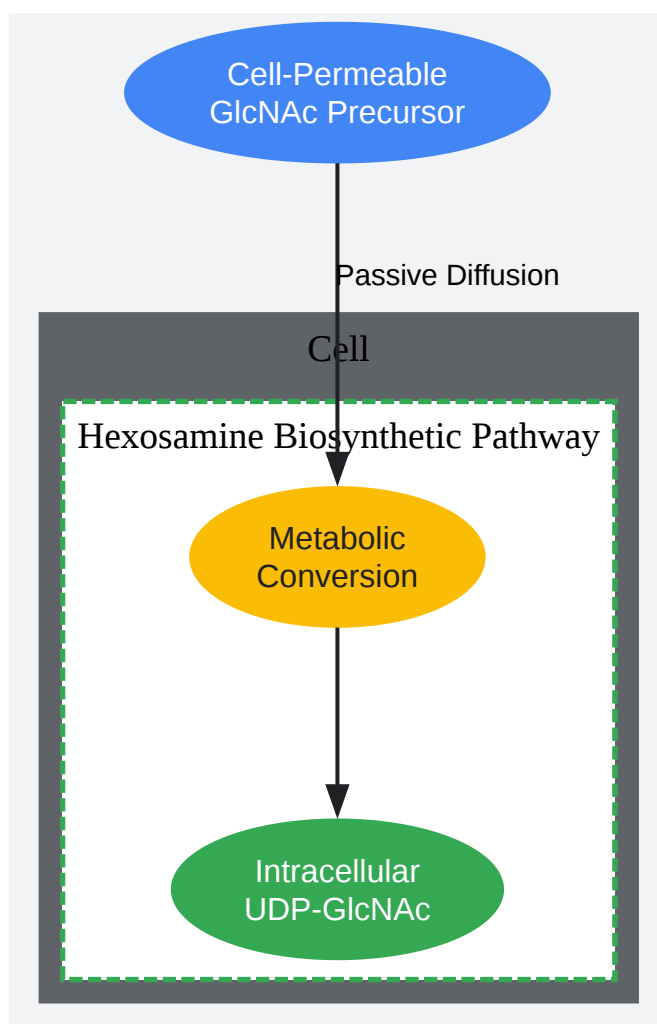 Cell-Permeable
GlcNAc Precursor
Passive Diffusion
Cell
Hexosamine Biosynthetic Pathway
Metabolic
Conversion
Intracellular
UDP-GlcNAc